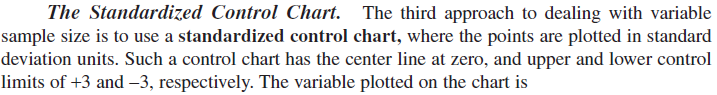 The Standardized Control Chart. The third approach to dealing with variable
sample size is to use a standardized control chart, where the points are plotted in standard
deviation units. Such a control chart has the center line at zero, and upper and lower control
limits of +3 and –3, respectively. The variable plotted on the chart is